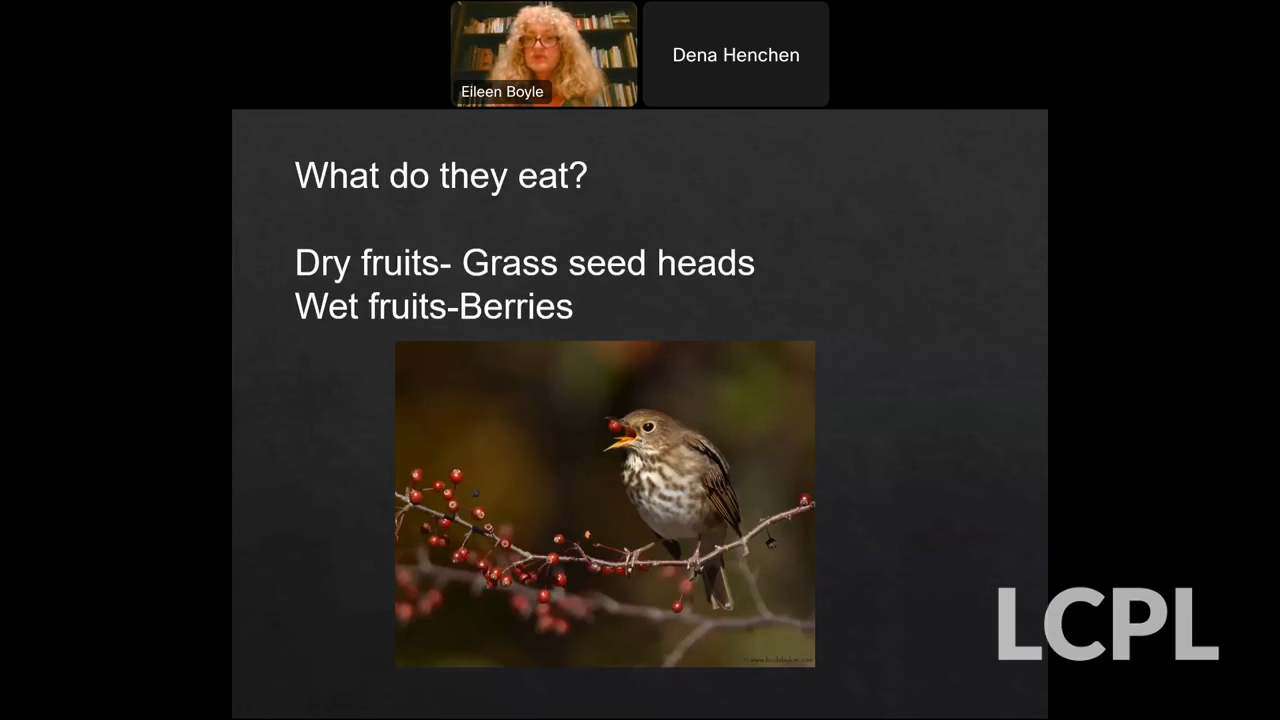 Eileen Boyle
Dena Henchen
What do they eat?
Dry fruits- Grass seed heads
Wet fruits-Berries
LCPL